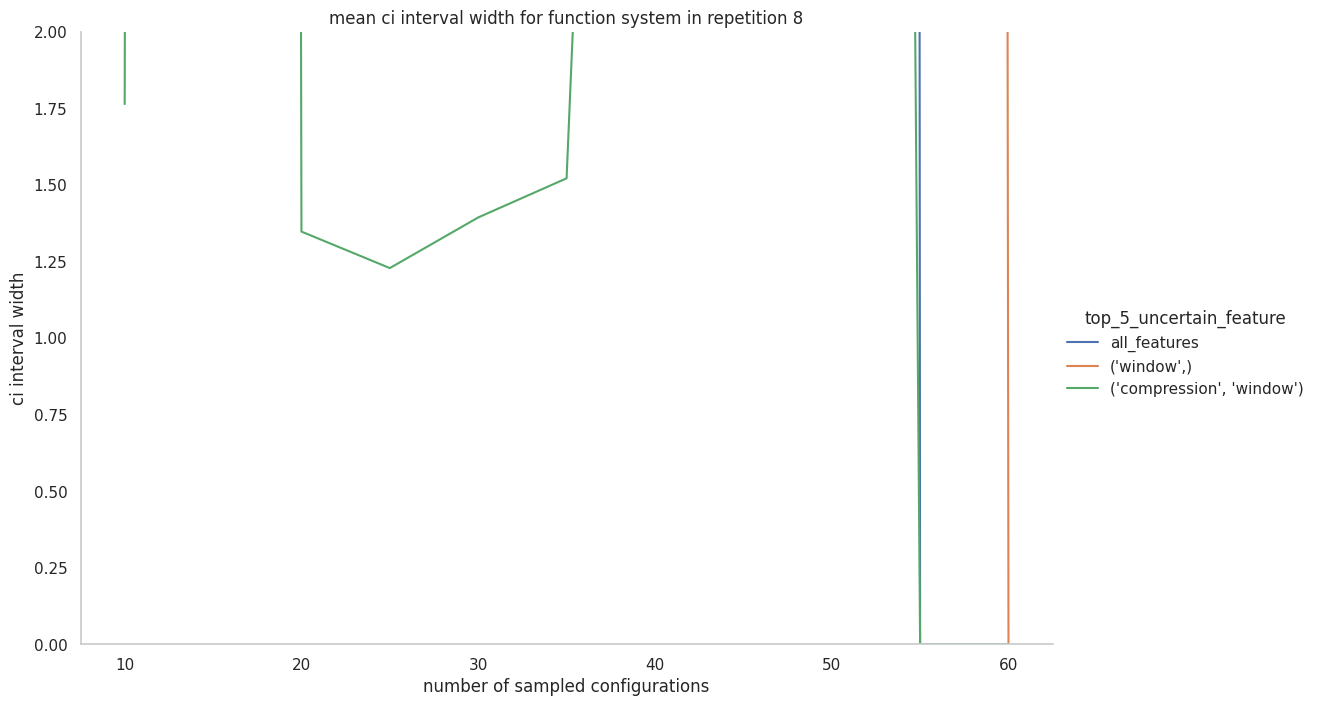 mean ci interval width for function system in repetition 8
2.00
1.75
1.50
1.25
1.00
0.75
0.50
0.25
0.00
ci interval width
10 20 30 40 50 60
number of sampled configurations
top_5_uncertain_feature
all_features
('window',)
('compression', 'window')